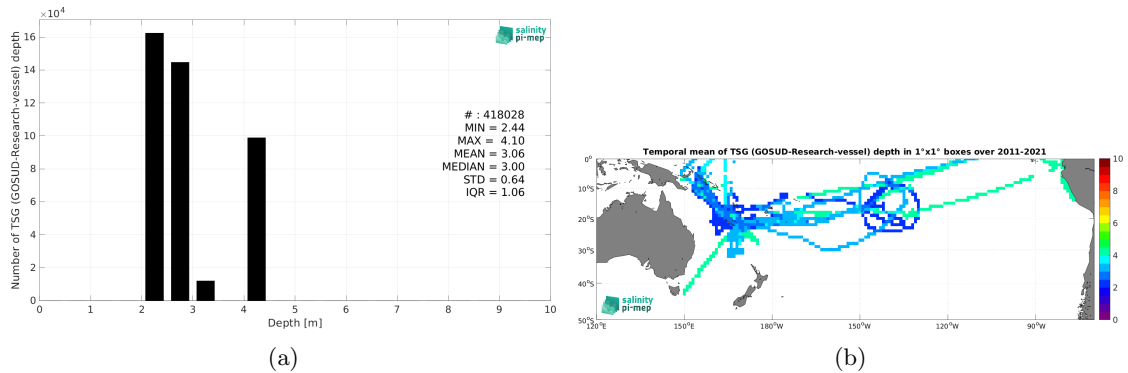 ×10⁴
16
14
12
10
8
6
4
2
0
Number of TSG (GOSUD-Research-vessel) depth
salinity
pi-mep
# : 418028
MIN = 2.44
MAX = 4.10
MEAN = 3.06
MEDIAN = 3.00
STD = 0.64
IQR = 1.06
0 1 2 3 4 5 6 7 8 9 10
Depth [m]
(a)
Temporal mean of TSG (GOSUD-Research-vessel) depth in 1°x1° boxes over 2011-2021
0°
10°S
20°S
30°S
40°S
50°S
salinity
pi-mep
120°E 150°E 180°W 150°W 120°W 90°W
10
8
6
4
2
0
(b)